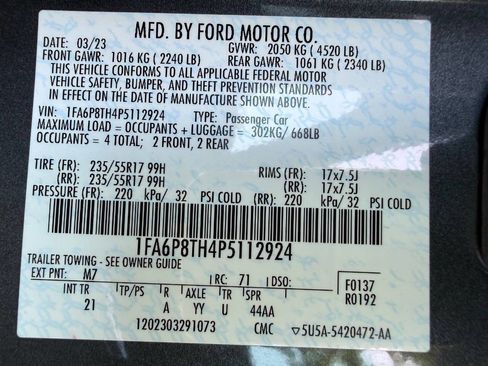 MFD. BY FORD MOTOR CO.
DATE: 03/23 GVWR: 2050 KG (4520 LB)
FRONT GAWR: 1016 KG (2240 LB) REAR GAWR: 1061 KG (2340 LB)
THIS VEHICLE CONFORMS TO ALL APPLICABLE FEDERAL MOTOR
VEHICLE SAFETY, BUMPER, AND THEFT PREVENTION STANDARDS
IN EFFECT ON THE DATE OF MANUFACTURE SHOWN ABOVE.
VIN: 1FA6P8TH4P5112924 TYPE: Passenger Car
MAXIMUM LOAD = OCCUPANTS + LUGGAGE = 302KG/ 668LB
OCCUPANTS = 4 TOTAL; 2 FRONT, 2 REAR
TIRE (FR): 235/55R17 99H RIMS (FR): 17x7.5J
(RR): 235/55R17 99H (RR): 17x7.5J
PRESSURE (FR): 220 kPa/ 32 PSI COLD (RR): 220 kPa/ 32 PSI COLD
1FA6P8TH4P5112924
TRAILER TOWING - SEE OWNER GUIDE
EXT PNT: M7 RC: 71 DSO: F0137
INT TR TP/PS R AXLE TR SPR R0192
21 A YY U 44AA
1202303291073 CMC 5U5A-5420472-AA